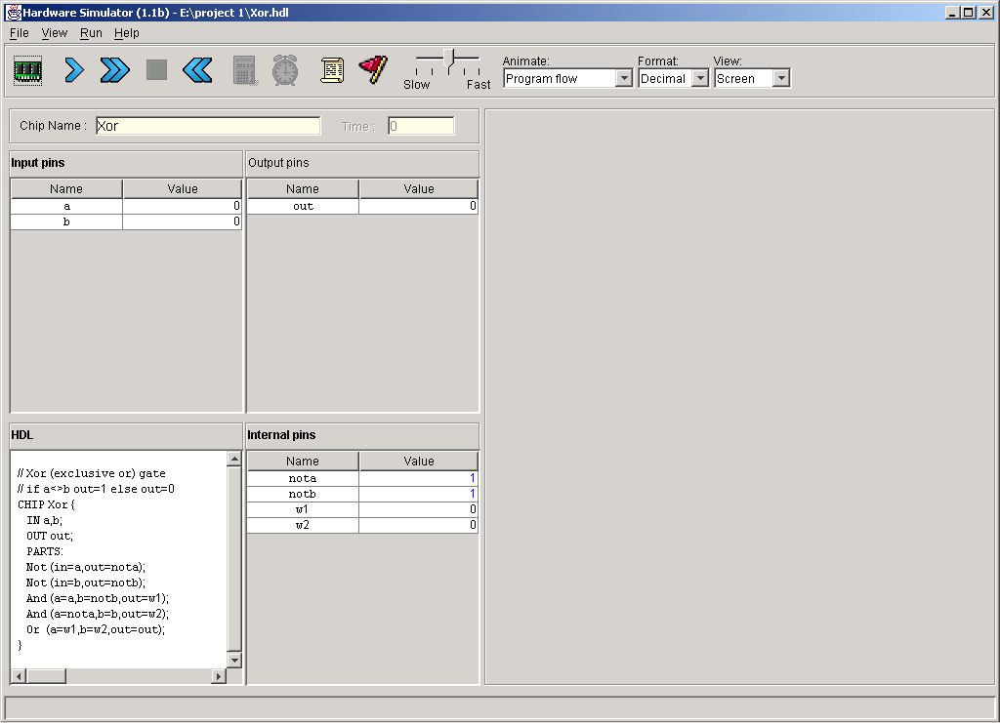 Hardware Simulator (1.1b) - E:\project 1\Xor.hdl
File View Run Help
Animate: Format: View:
Program flow Decimal Screen
Slow Fast
Chip Name : Xor Time : 0
Input pins Output pins
Name Value Name Value
a 0 out 0
b 0
HDL Internal pins
Name Value
nota 1
notb 1
w1 0
w2 0
// Xor (exclusive or) gate
// if a<>b out=1 else out=0
CHIP Xor {
IN a,b;
OUT out;
PARTS:
Not (in=a,out=nota);
Not (in=b,out=notb);
And (a=a,b=notb,out=w1);
And (a=nota,b=b,out=w2);
Or (a=w1,b=w2,out=out);
}